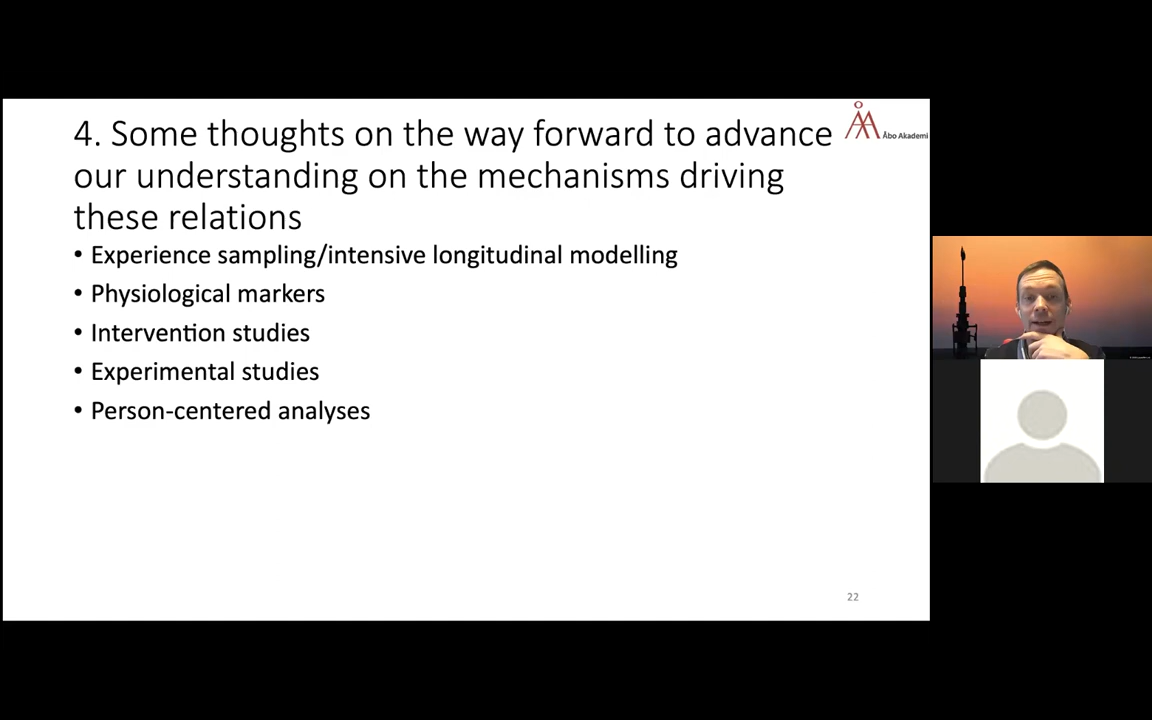 4. Some thoughts on the way forward to advance
our understanding on the mechanisms driving
these relations
Åbo Akademi
• Experience sampling/intensive longitudinal modelling
• Physiological markers
• Intervention studies
• Experimental studies
• Person-centered analyses
22